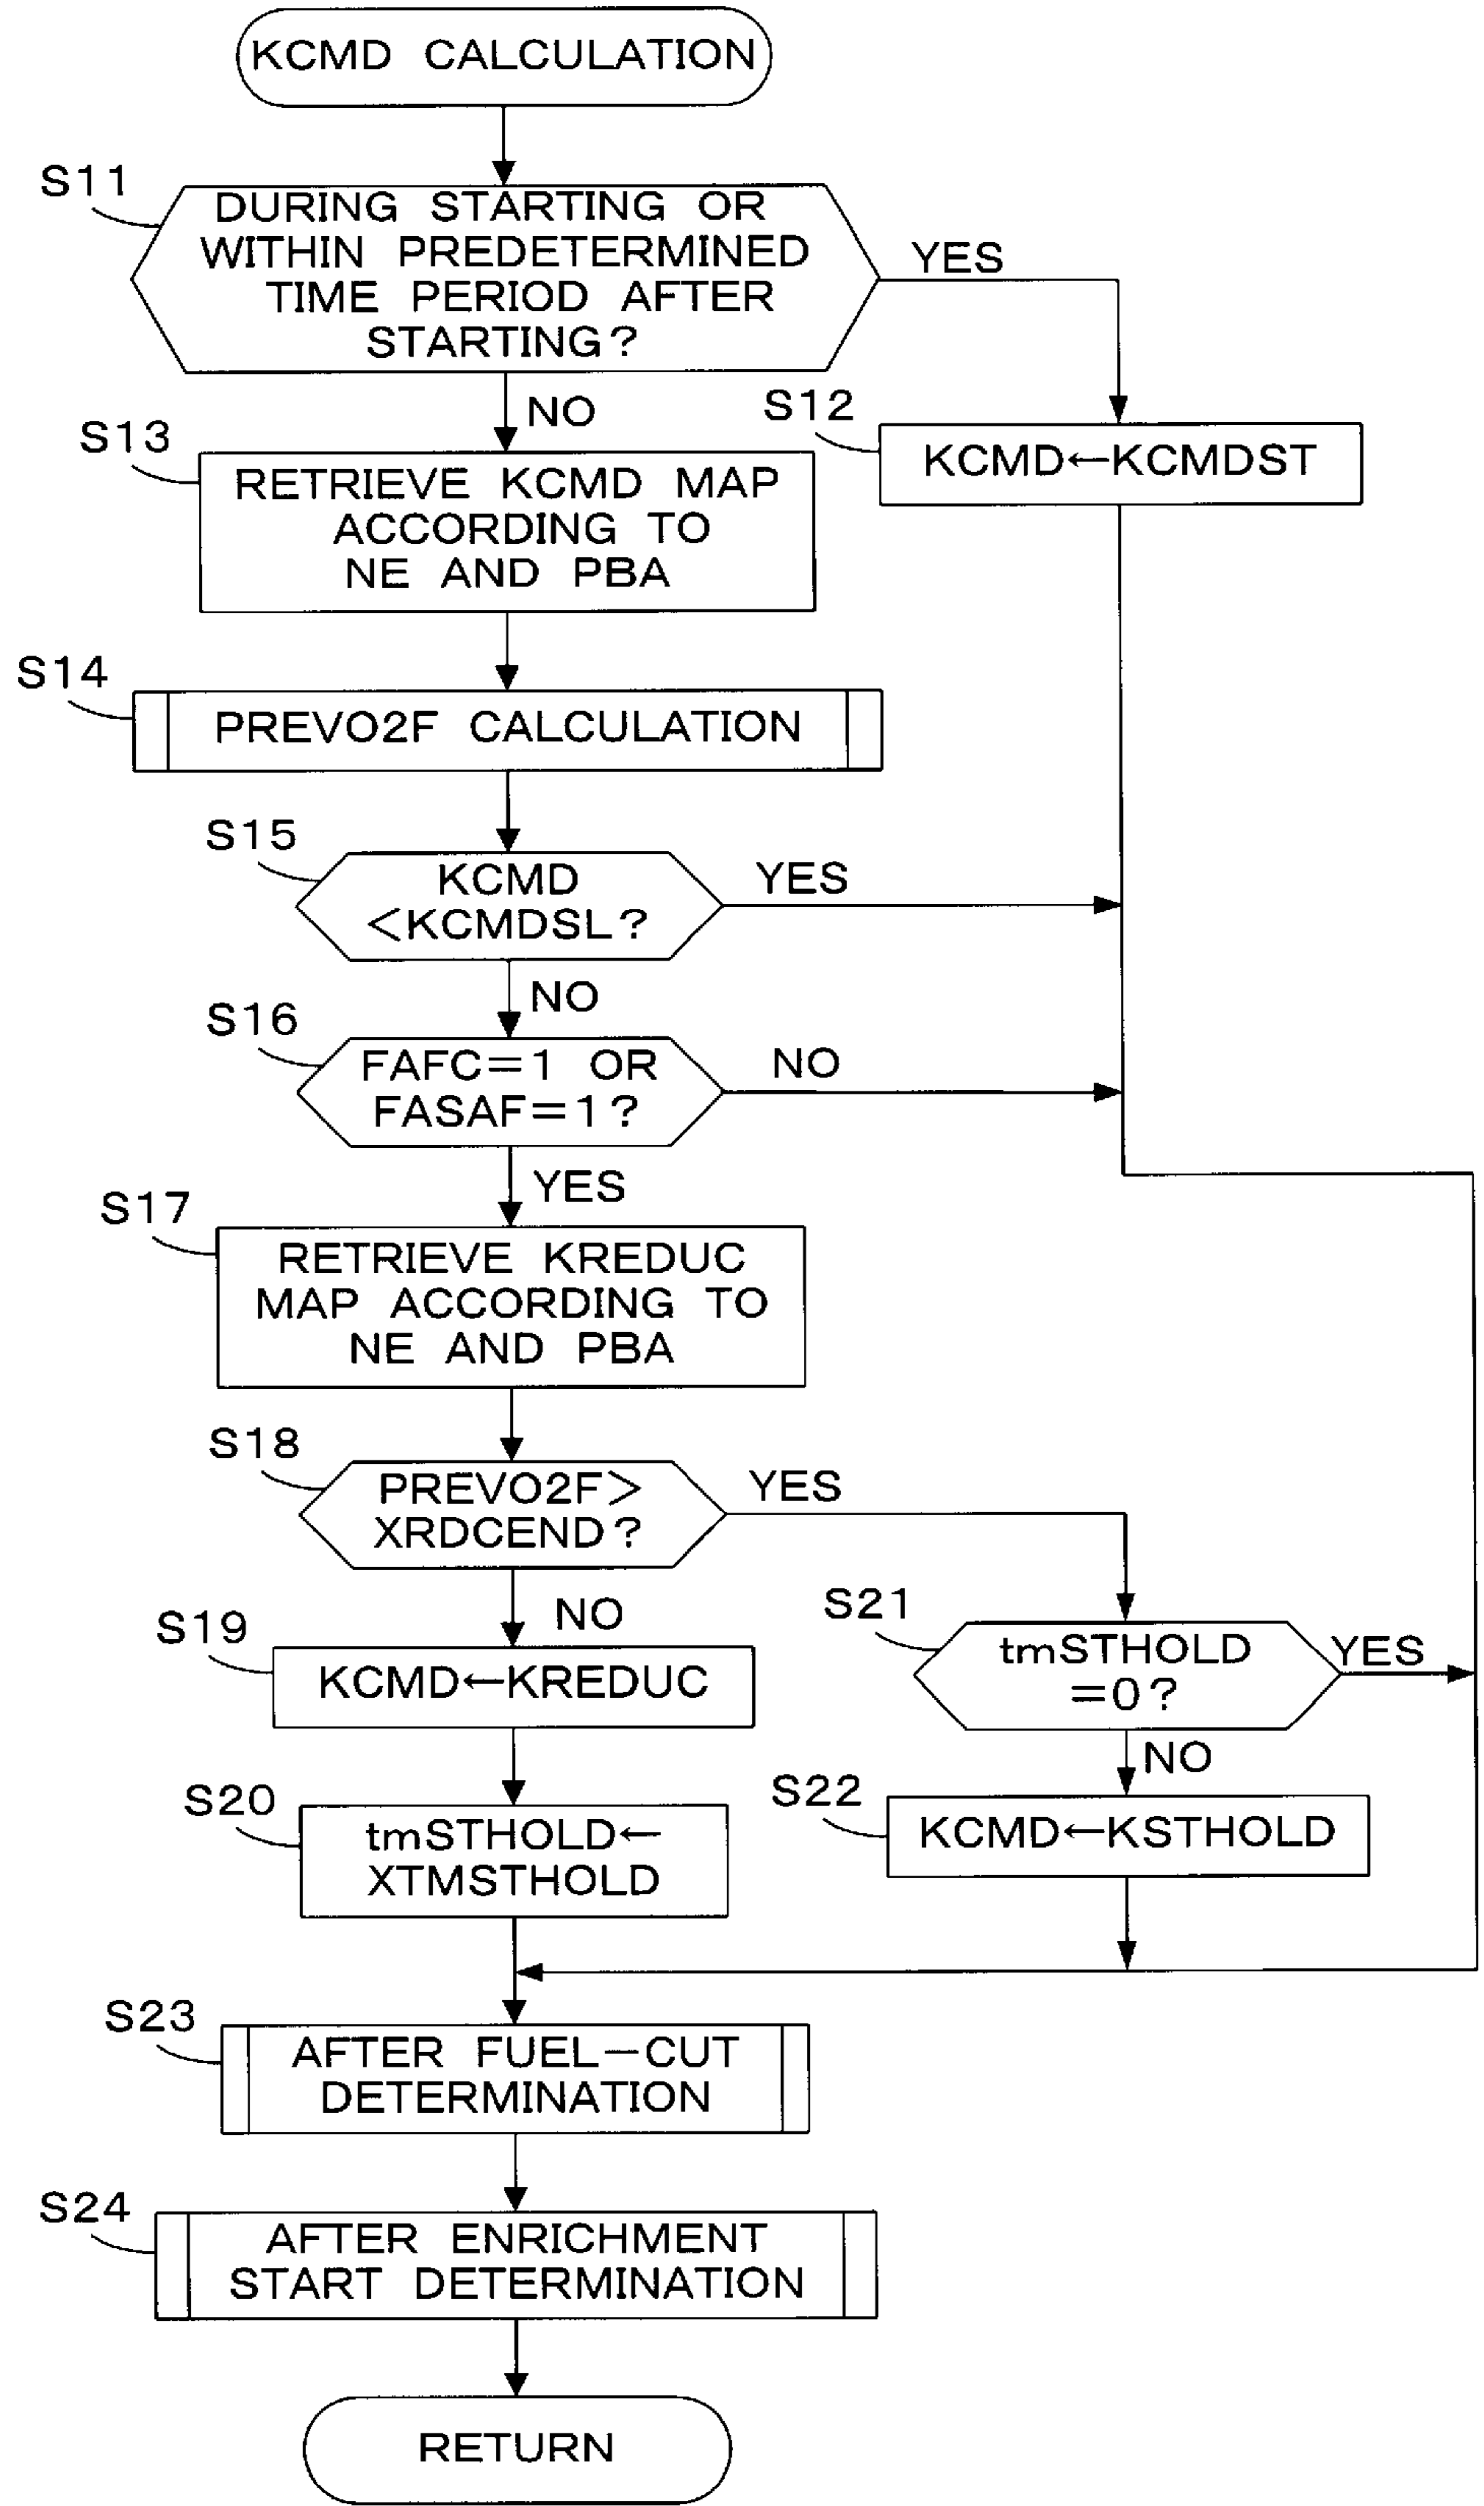 KCMD CALCULATION
S11
DURING STARTING OR
WITHIN PREDETERMINED
TIME PERIOD AFTER
STARTING?
YES
NO
S12
KCMD←KCMDST
S13
RETRIEVE KCMD MAP
ACCORDING TO
NE AND PBA
S14
PREVO2F CALCULATION
S15
KCMD
<KCMDSL?
YES
NO
S16
FAFC=1 OR
FASAF=1?
NO
YES
S17
RETRIEVE KREDUC
MAP ACCORDING TO
NE AND PBA
S18
PREVO2F>
XRDCEND?
YES
NO
S19
KCMD←KREDUC
S20
tmSTHOLD←
XTMSTHOLD
S21
tmSTHOLD
=0?
YES
NO
S22
KCMD←KSTHOLD
S23
AFTER FUEL-CUT
DETERMINATION
S24
AFTER ENRICHMENT
START DETERMINATION
RETURN